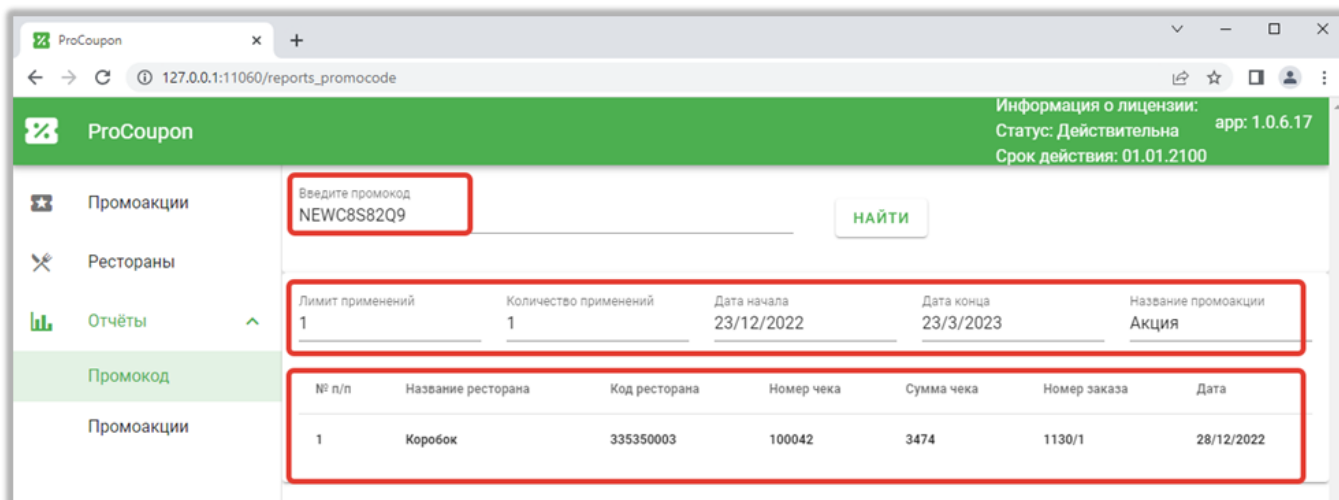 ProCoupon
127.0.0.1:11060/reports_promocode
ProCoupon
Информация о лицензии:
Статус: Действительна
Срок действия: 01.01.2100
app: 1.0.6.17
Промоакции
Рестораны
Отчёты
Промокод
Промоакции
Введите промокод
NEWC8S82Q9
НАЙТИ
Лимит применений Количество применений Дата начала Дата конца Название промоакции
1 1 23/12/2022 23/3/2023 Акция
№ п/п Название ресторана Код ресторана Номер чека Сумма чека Номер заказа Дата
1 Коробок 335350003 100042 3474 1130/1 28/12/2022